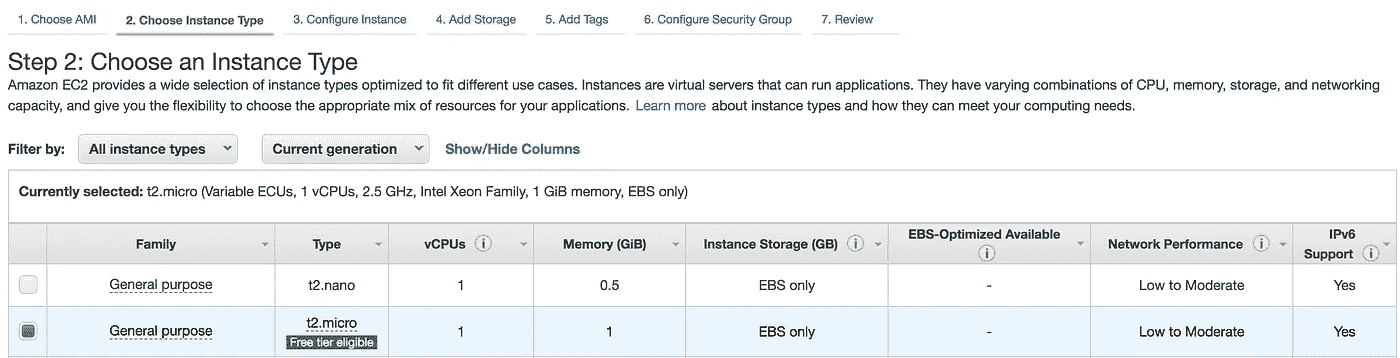 1. Choose AMI 2. Choose Instance Type 3. Configure Instance 4. Add Storage 5. Add Tags 6. Configure Security Group 7. Review
Step 2: Choose an Instance Type
Amazon EC2 provides a wide selection of instance types optimized to fit different use cases. Instances are virtual servers that can run applications. They have varying combinations of CPU, memory, storage, and networking
capacity, and give you the flexibility to choose the appropriate mix of resources for your applications. Learn more about instance types and how they can meet your computing needs.
Filter by: All instance types Current generation Show/Hide Columns
Currently selected: t2.micro (Variable ECUs, 1 vCPUs, 2.5 GHz, Intel Xeon Family, 1 GiB memory, EBS only)
Family Type vCPUs i Memory (GiB) Instance Storage (GB) i EBS-Optimized Available i Network Performance i IPv6 Support i
General purpose t2.nano 1 0.5 EBS only - Low to Moderate Yes
General purpose t2.micro 1 1 EBS only - Low to Moderate Yes
Free tier eligible